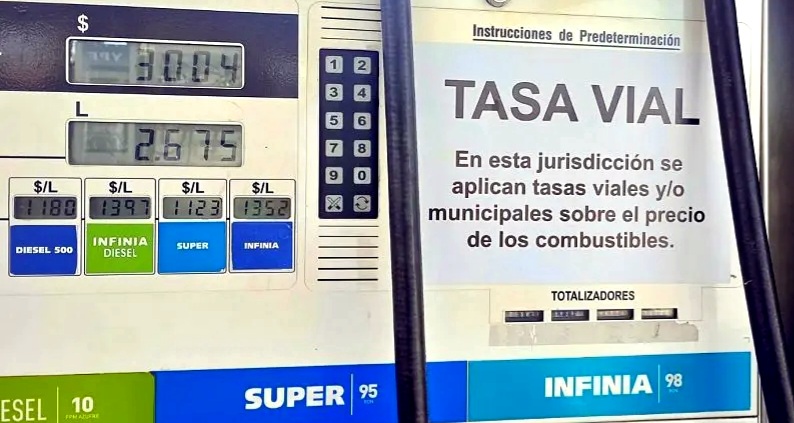 $
3004
L
2.675
$/L $/L $/L $/L
1180 1397 1123 1352
DIESEL 500
INFINIA
DIESEL
SUPER
INFINIA
1 2
3 4
5 6
7 8
9 0
Instrucciones de Predeterminación
TASA VIAL
En esta jurisdicción se
aplican tasas viales y/o
municipales sobre el precio
de los combustibles.
TOTALIZADORES
ESEL 10
SUPER 95
INFINIA 98